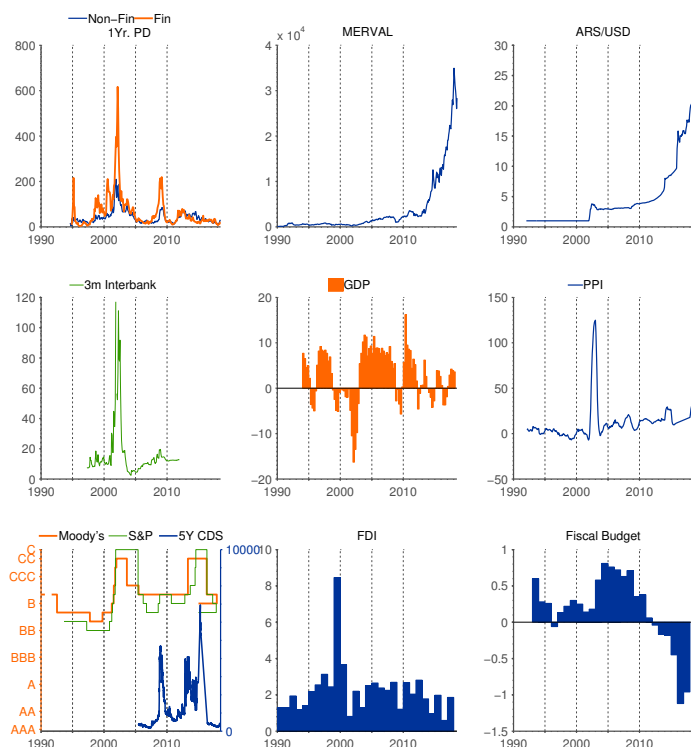 Non−Fin Fin
1Yr. PD
800
600
400
200
0
1990 2000 2010
MERVAL
4 x 10⁴
3
2
1
0
1990 2000 2010
ARS/USD
30
25
20
15
10
5
0
1990 2000 2010
3m Interbank
120
100
80
60
40
20
0
1990 2000 2010
GDP
20
10
0
−10
−20
1990 2000 2010
PPI
150
100
50
0
−50
1990 2000 2010
Moody's S&P 5Y CDS
C
CC
CCC
B
BB
BBB
A
AA
AAA
10000
0
1990 2000 2010
FDI
10
8
6
4
2
0
1990 2000 2010
Fiscal Budget
1
0.5
0
−0.5
−1
−1.5
1990 2000 2010